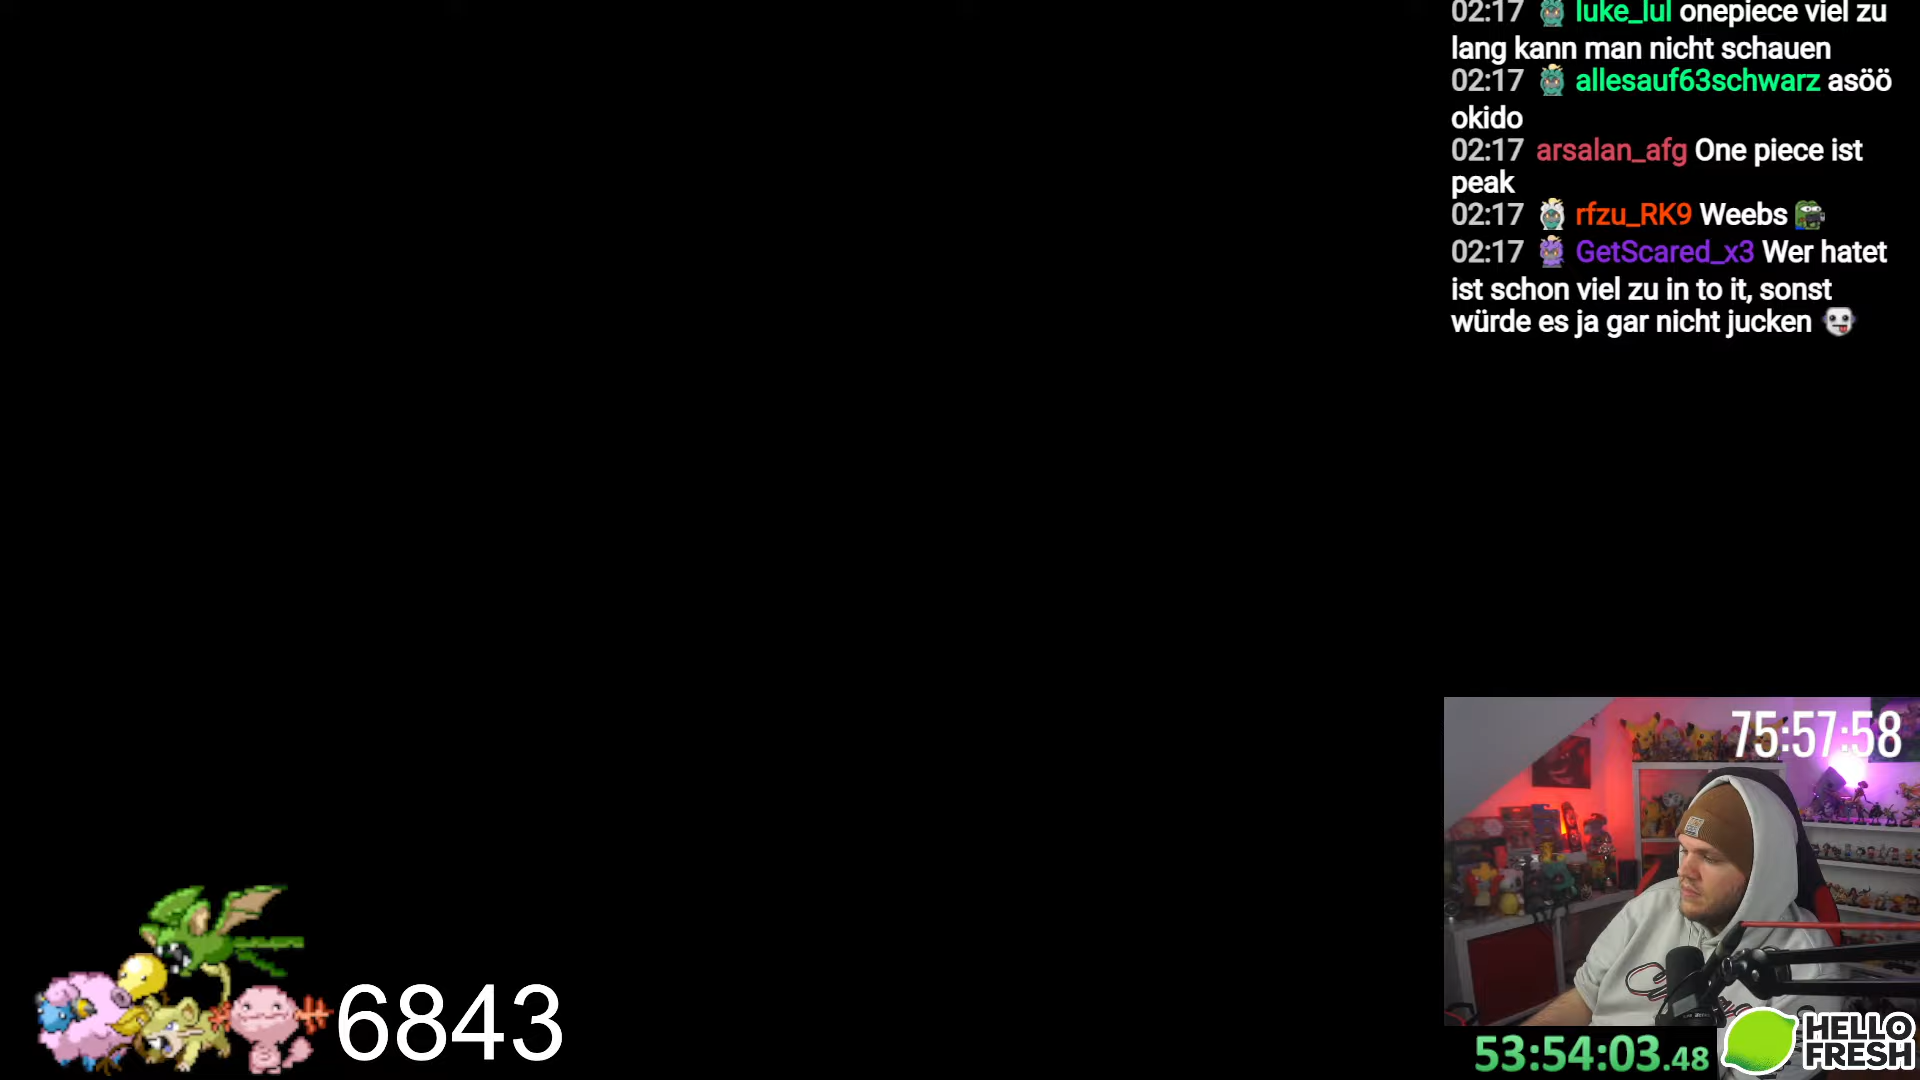 02:17 luke_lul onepiece viel zu
lang kann man nicht schauen
02:17 allesauf63schwarz asöö
okido
02:17 arsalan_afg One piece ist
peak
02:17 rfzu_RK9 Weebs
02:17 GetScared_x3 Wer hatet
ist schon viel zu in to it, sonst
würde es ja gar nicht jucken
75:57:58
6843
53:54:03.48
HELLO
FRESH